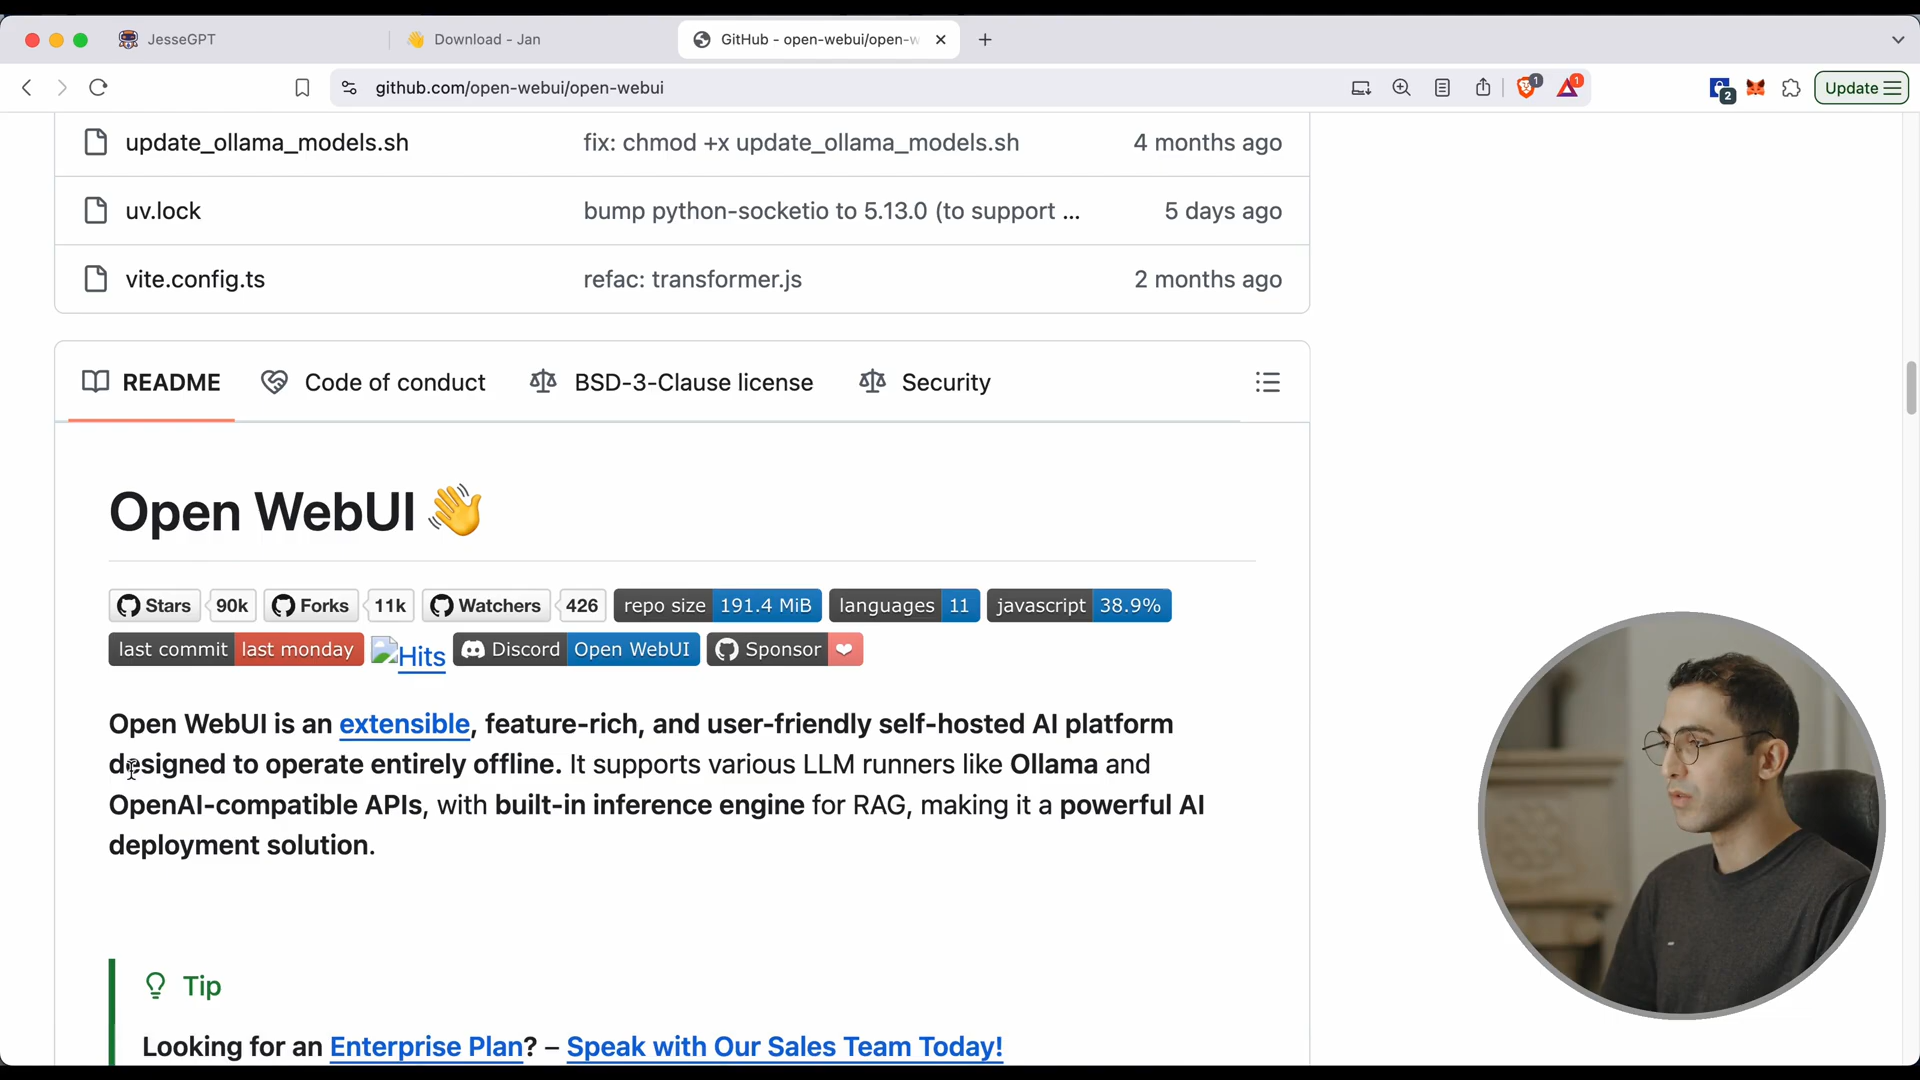 JesseGPT
Download - Jan
GitHub - open-webui/open-w
github.com/open-webui/open-webui
1
1
2
Update
update_ollama_models.sh fix: chmod +x update_ollama_models.sh 4 months ago
uv.lock bump python-socketio to 5.13.0 (to support ... 5 days ago
vite.config.ts refac: transformer.js 2 months ago
README Code of conduct BSD-3-Clause license Security
Open WebUI 👋
Stars 90k Forks 11k Watchers 426 repo size 191.4 MiB languages 11 javascript 38.9%
last commit last monday Hits Discord Open WebUI Sponsor
Open WebUI is an extensible, feature-rich, and user-friendly self-hosted AI platform
designed to operate entirely offline. It supports various LLM runners like Ollama and
OpenAI-compatible APIs, with built-in inference engine for RAG, making it a powerful AI
deployment solution.
Tip
Looking for an Enterprise Plan? – Speak with Our Sales Team Today!